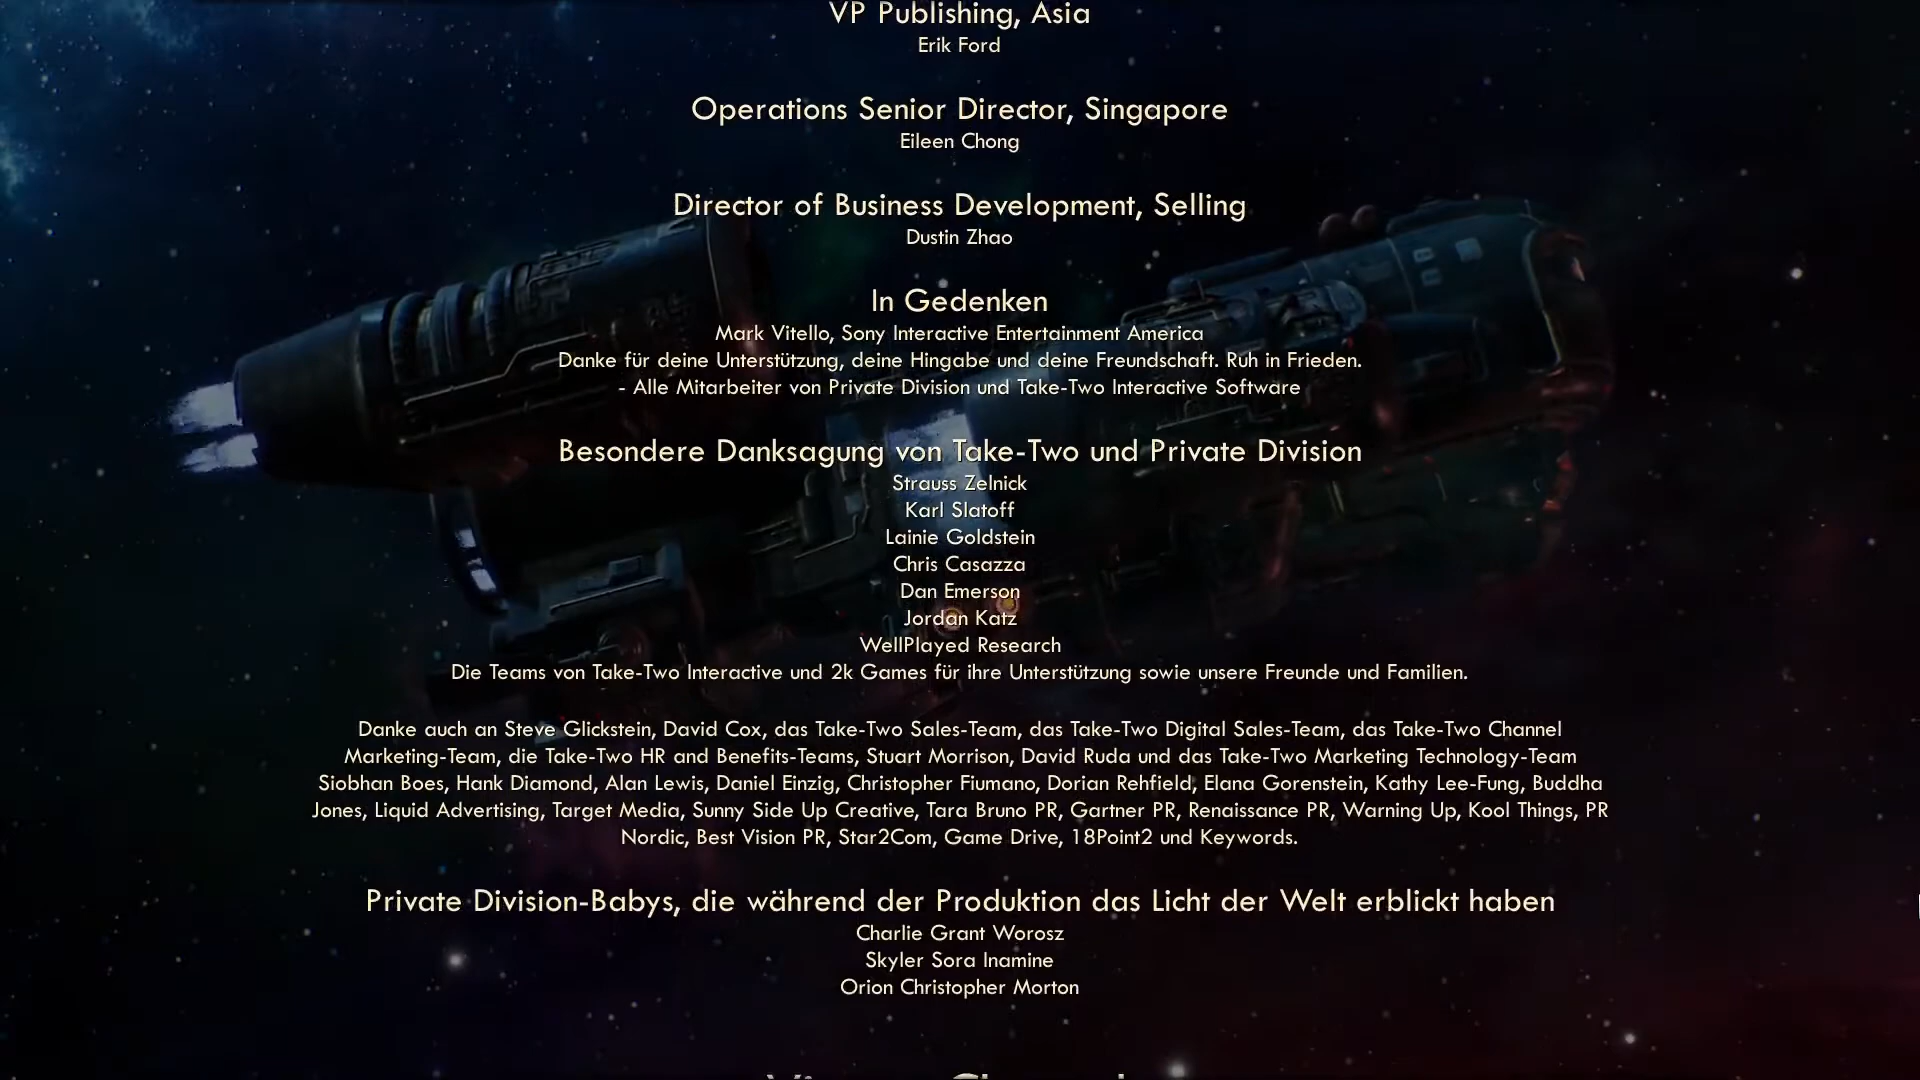 VP Publishing, Asia
Erik Ford
Operations Senior Director, Singapore
Eileen Chong
Director of Business Development, Selling
Dustin Zhao
In Gedenken
Mark Vitello, Sony Interactive Entertainment America
Danke für deine Unterstützung, deine Hingabe und deine Freundschaft. Ruh in Frieden.
- Alle Mitarbeiter von Private Division und Take-Two Interactive Software
Besondere Danksagung von Take-Two und Private Division
Strauss Zelnick
Karl Slatoff
Lainie Goldstein
Chris Casazza
Dan Emerson
Jordan Katz
WellPlayed Research
Die Teams von Take-Two Interactive und 2k Games für ihre Unterstützung sowie unsere Freunde und Familien.
Danke auch an Steve Glickstein, David Cox, das Take-Two Sales-Team, das Take-Two Digital Sales-Team, das Take-Two Channel
Marketing-Team, die Take-Two HR and Benefits-Teams, Stuart Morrison, David Ruda und das Take-Two Marketing Technology-Team
Siobhan Boes, Hank Diamond, Alan Lewis, Daniel Einzig, Christopher Fiumano, Dorian Rehfield, Elana Gorenstein, Kathy Lee-Fung, Buddha
Jones, Liquid Advertising, Target Media, Sunny Side Up Creative, Tara Bruno PR, Gartner PR, Renaissance PR, Warning Up, Kool Things, PR
Nordic, Best Vision PR, Star2Com, Game Drive, 18Point2 und Keywords.
Private Division-Babys, die während der Produktion das Licht der Welt erblickt haben
Charlie Grant Worosz
Skyler Sora Inamine
Orion Christopher Morton